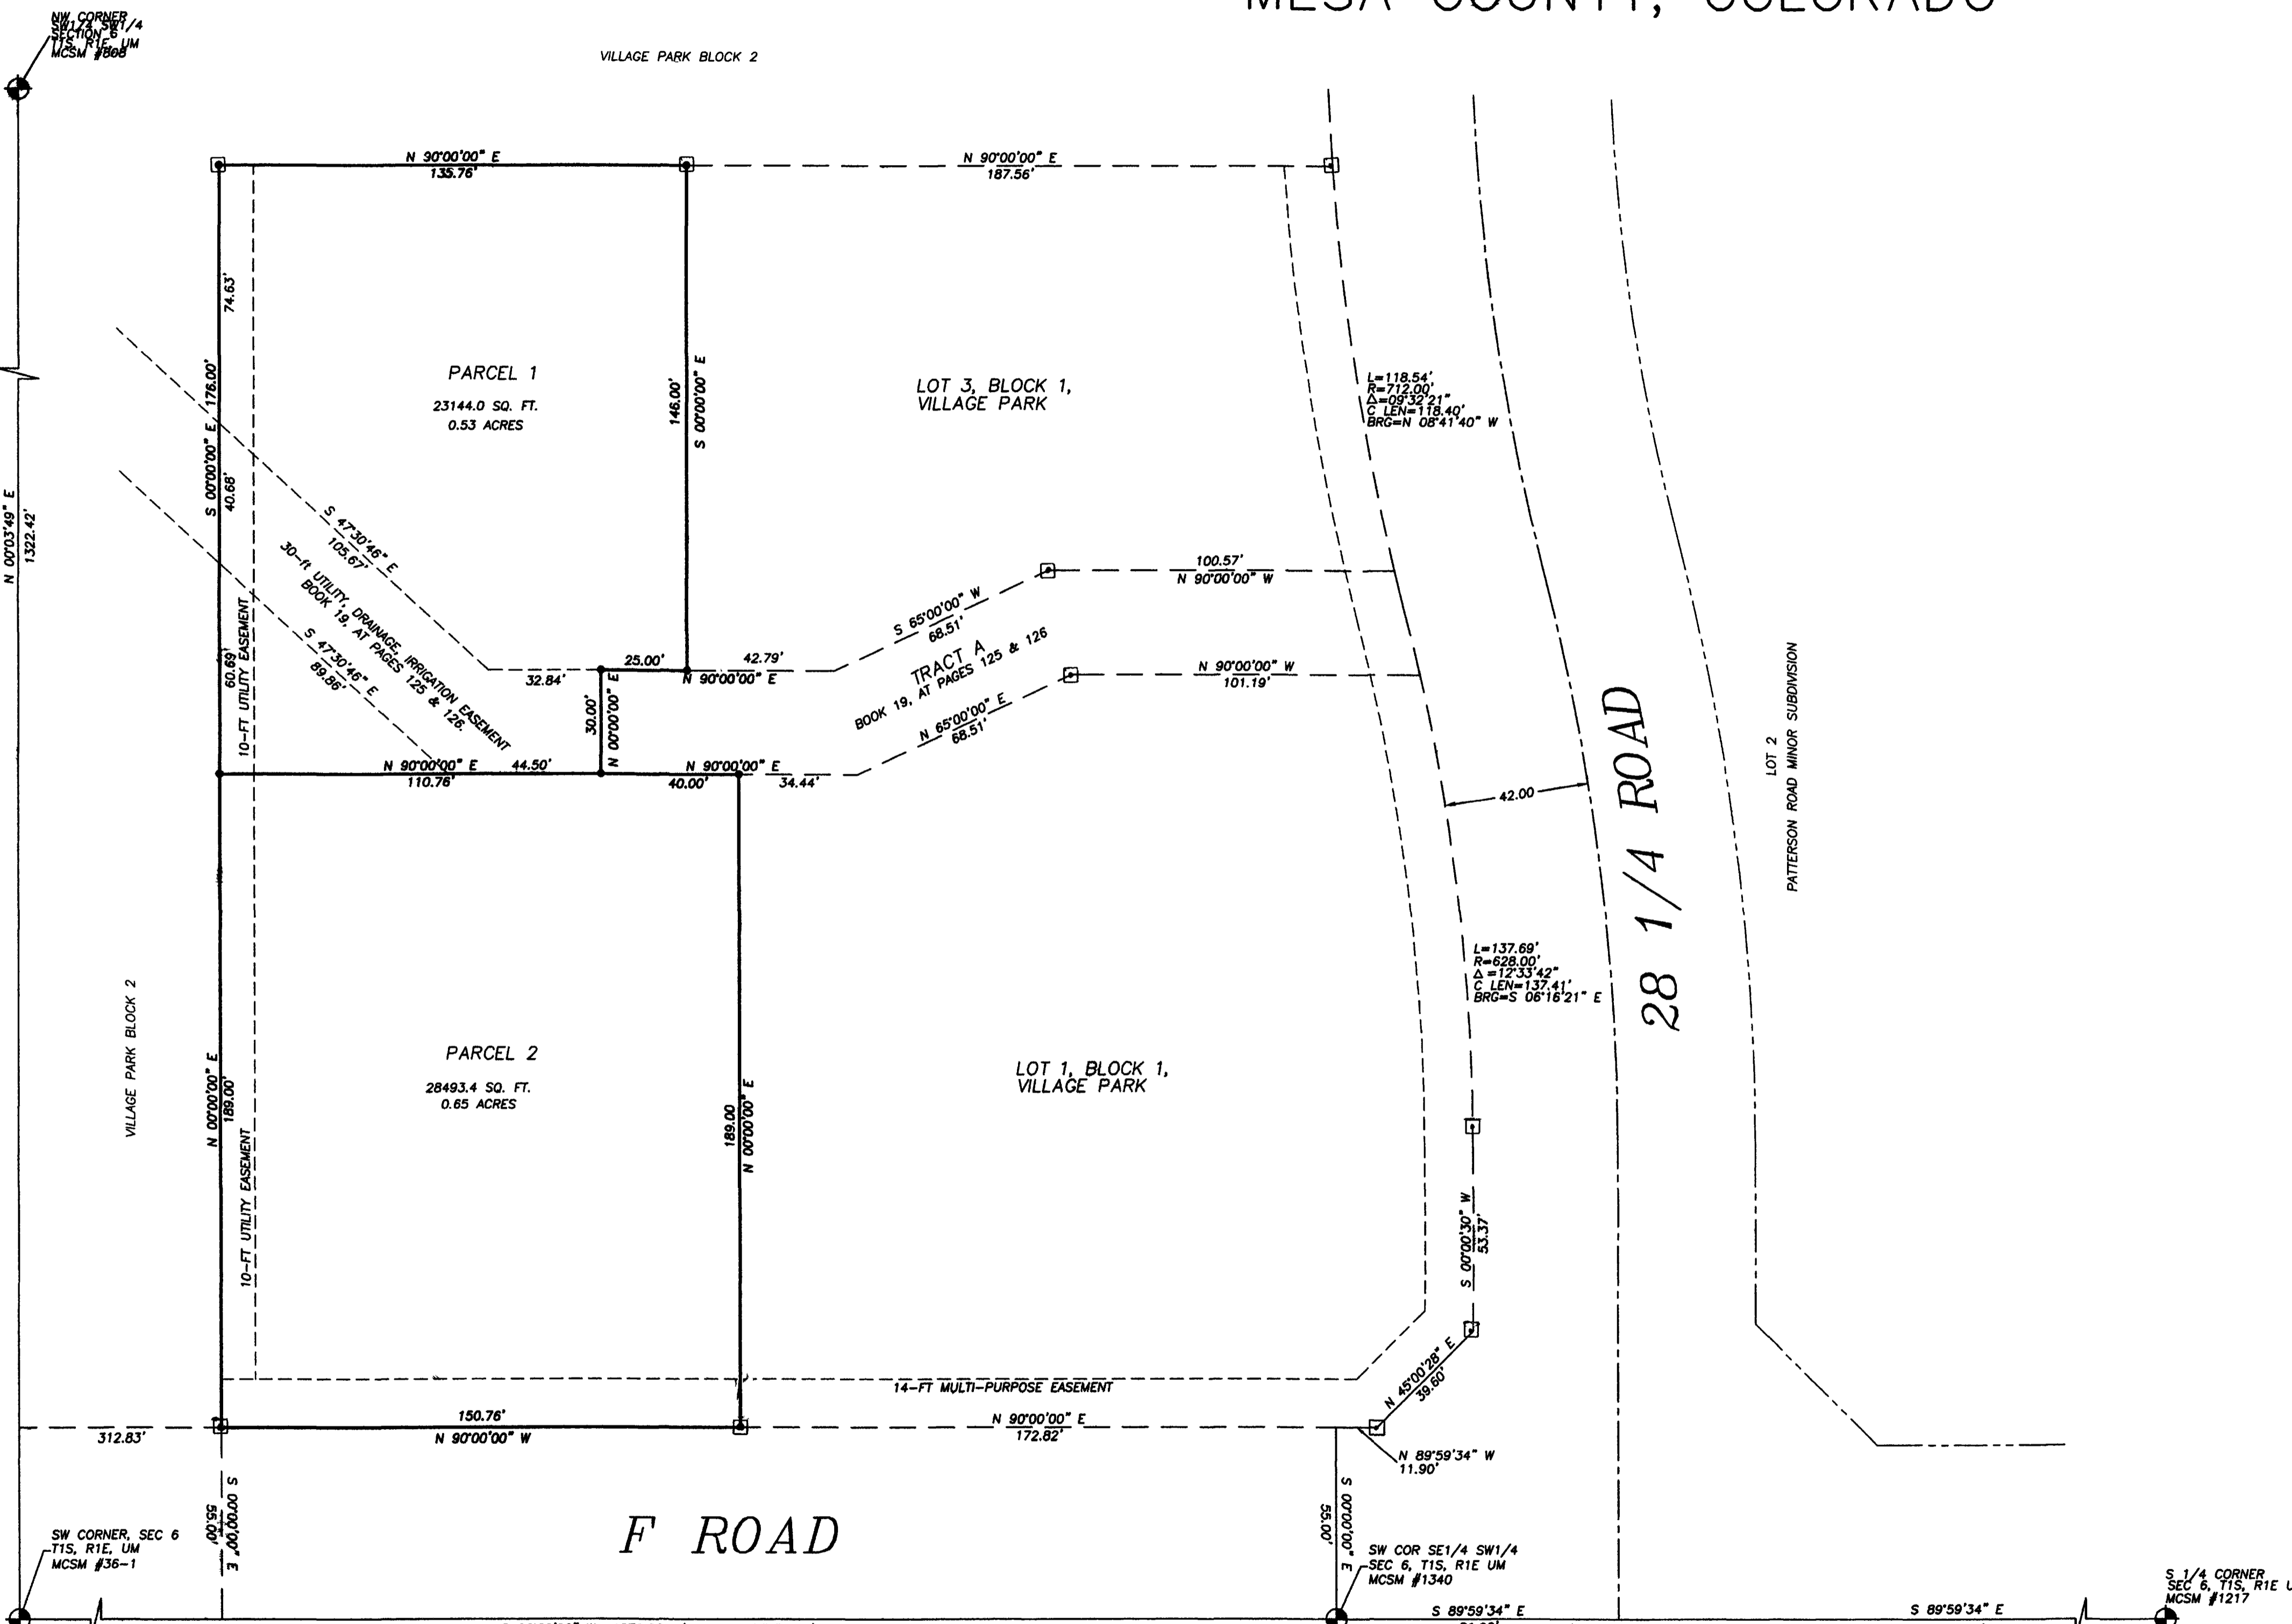 MESA COUNTY, COLORADO
NW CORNER
SW1/4 SW1/4
SECTION 6
T1S, R1E, UM
MCSM #808
VILLAGE PARK BLOCK 2
N 90°00'00" E
135.76'
N 90°00'00" E
187.56'
74.63'
S 00°00'00" E 176.00'
40.68'
60.69'
10-FT UTILITY EASEMENT
N 00°03'49" E
1322.42'
PARCEL 1
23144.0 SQ. FT.
0.53 ACRES
146.00'
S 00°00'00" E
LOT 3, BLOCK 1,
VILLAGE PARK
L=118.54'
R=712.00'
Δ=09°32'21"
C LEN=118.40'
BRG=N 08°41'40" W
S 47°30'46" E
105.67'
30-ft UTILITY, DRAINAGE, IRRIGATION EASEMENT
BOOK 19, AT PAGES 125 & 126.
S 47°30'46" E
89.86'
32.84'
25.00'
42.79'
N 90°00'00" E
30.00'
N 00°00'00" E
S 65°00'00" W
68.51'
100.57'
N 90°00'00" W
TRACT A
BOOK 19, AT PAGES 125 & 126
N 65°00'00" E
68.51'
N 90°00'00" W
101.19'
N 90°00'00" E
44.50'
110.76'
N 90°00'00" E
40.00'
34.44'
42.00
28 1/4 ROAD
LOT 2
PATTERSON ROAD MINOR SUBDIVISION
L=137.69'
R=628.00'
Δ =12°33'42"
C LEN=137.41'
BRG=S 06°16'21" E
VILLAGE PARK BLOCK 2
N 00°00'00" E
189.00'
10-FT UTILITY EASEMENT
PARCEL 2
28493.4 SQ. FT.
0.65 ACRES
189.00
N 00°00'00" E
LOT 1, BLOCK 1,
VILLAGE PARK
S 00°00'30" W
53.37'
N 45°00'28" E
39.60'
14-FT MULTI-PURPOSE EASEMENT
312.83'
150.76'
N 90°00'00" W
N 90°00'00" E
172.82'
N 89°59'34" W
11.90'
S 00°00'00" E
55.00'
F ROAD
S 00°00'00" E
55.00'
SW CORNER, SEC 6
T1S, R1E, UM
MCSM #36-1
SW COR SE1/4 SW1/4
SEC 6, T1S, R1E UM
MCSM #1340
S 1/4 CORNER
SEC 6, T1S, R1E U
MCSM #1217
S 89°59'34" E
S 89°59'34" E